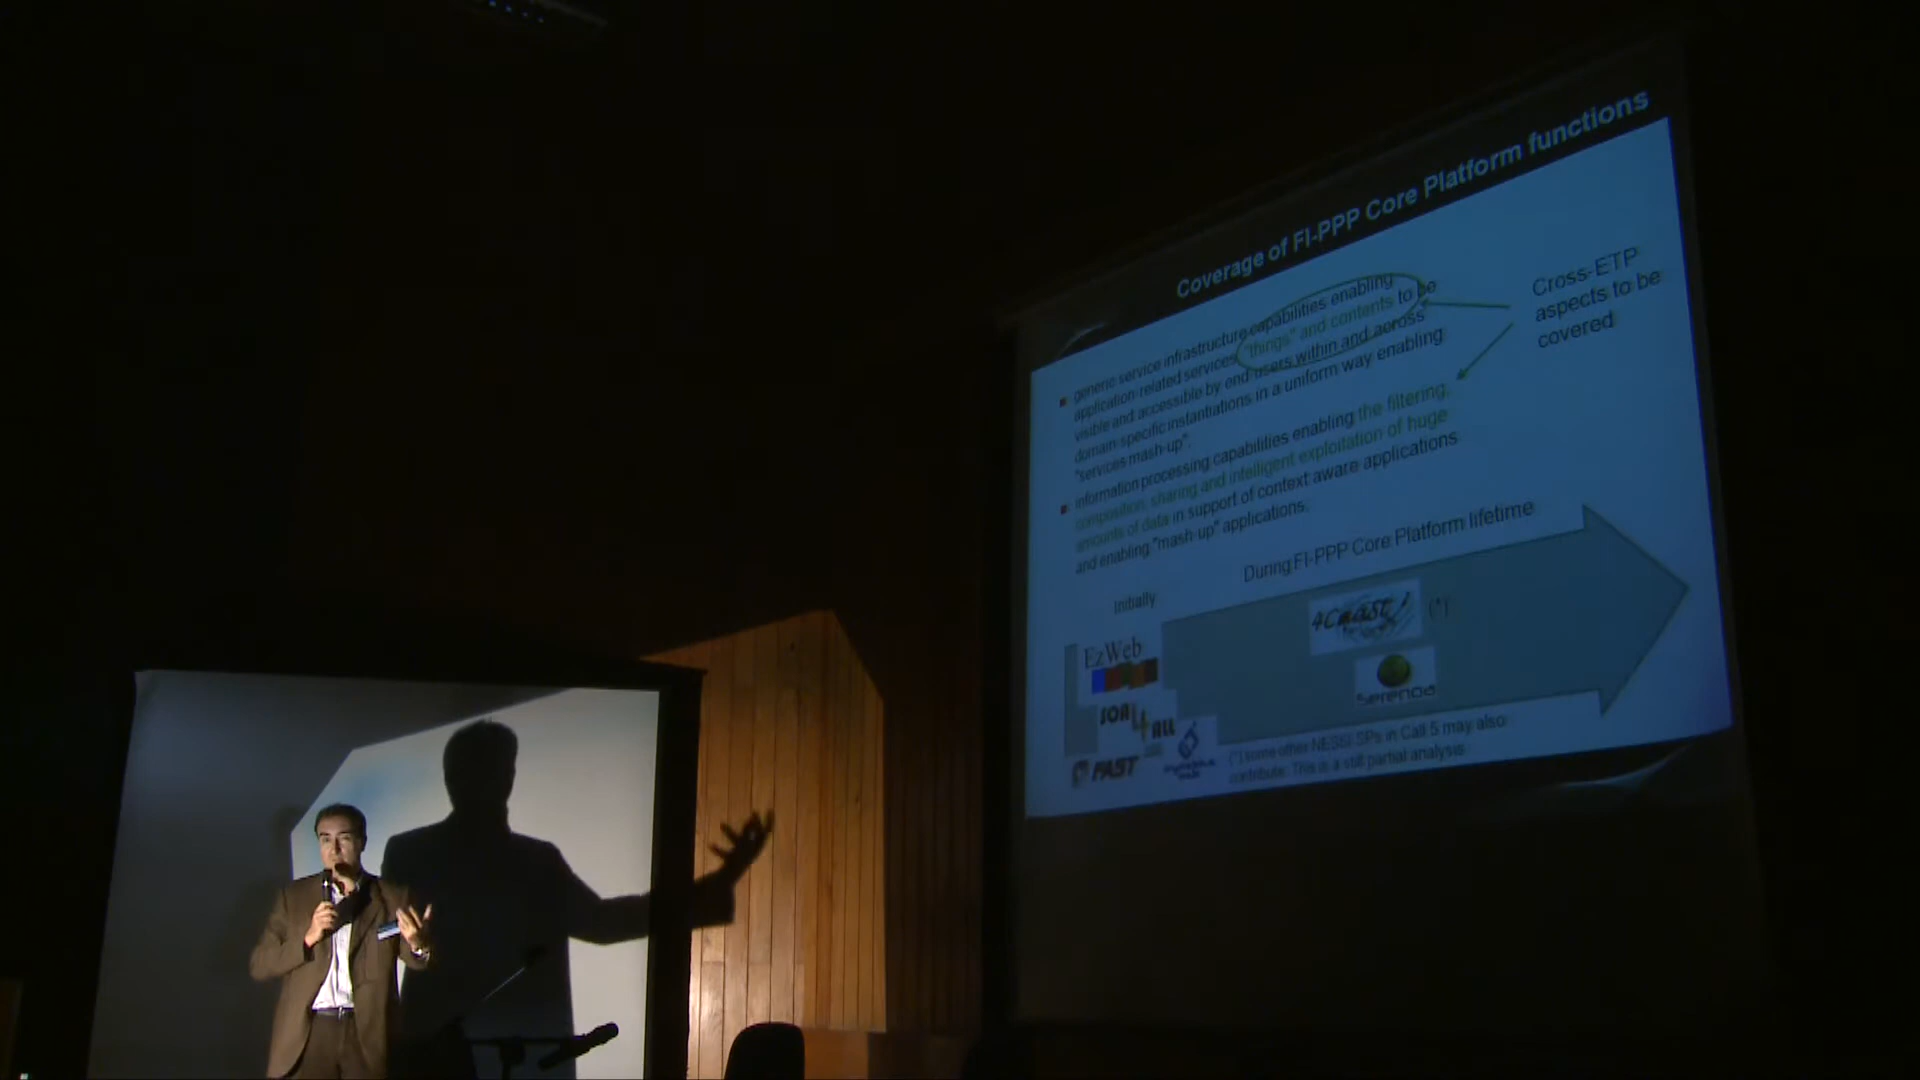 Coverage of FI-PPP Core Platform functions
generic service infrastructure capabilities enabling
application-related services "things" and contents to be
visible and accessible by end users within and across
domain-specific instantiations in a uniform way enabling
"services mash-up".
information processing capabilities enabling the filtering,
composition, sharing and intelligent exploitation of huge
amounts of data in support of context aware applications
and enabling "mash-up" applications.
Cross-ETP
aspects to be
covered
During FI-PPP Core Platform lifetime
Initially
4Caast (*)
EzWeb
Serenoa
SOA4ALL
FAST
(*) some other NESSI SPs in Call 5 may also
contribute. This is a still partial analysis